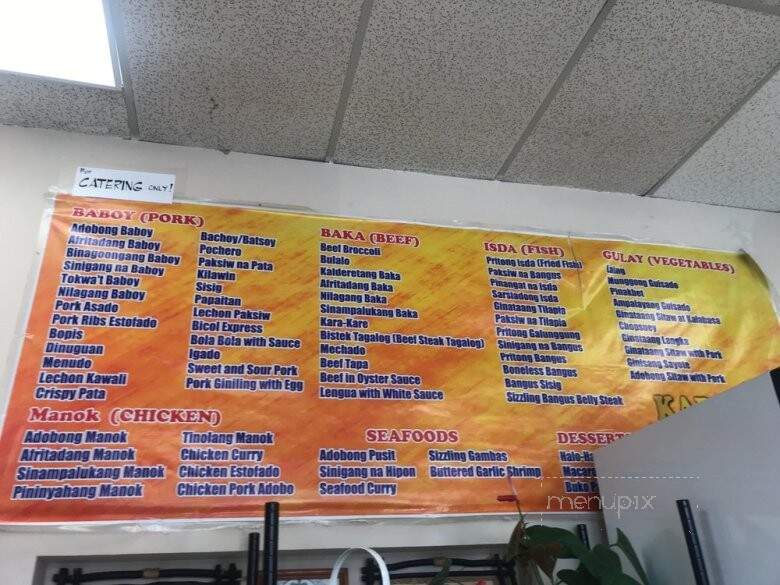 For
CATERING ONLY!
BABOY (PORK)
Adobong Baboy
Afritadang Baboy
Binagoongang Baboy
Sinigang na Baboy
Tokwa't Baboy
Nilagang Baboy
Pork Asado
Pork Ribs Estofado
Bopis
Dinuguan
Menudo
Lechon Kawali
Crispy Pata
Bachoy/Batsoy
Pochero
Paksiw na Pata
Kilawin
Sisig
Papaitan
Lechon Paksiw
Bicol Express
Bola Bola with Sauce
Igado
Sweet and Sour Pork
Pork Giniling with Egg
BAKA (BEEF)
Beef Broccoli
Bulalo
Kalderetang Baka
Afritadang Baka
Nilagang Baka
Sinampalukang Baka
Kara-Kare
Bistek Tagalog (Beef Steak Tagalog)
Mechado
Beef Tapa
Beef in Oyster Sauce
Lengua with White Sauce
ISDA (FISH)
Pritong Isda (Fried Fish)
Paksiw na Bangus
Pinangat na Isda
Sarsiadong Isda
Ginataang Tilapia
Paksiw na Tilapia
Pritong Galunggong
Sinigang na Bangus
Pritong Bangus
Boneless Bangus
Bangus Sisig
Sizzling Bangus Belly Steak
GULAY (VEGETABLES)
Laing
Munggong Guisado
Pinakbet
Ampalayang Guisado
Ginataang Sitaw at Kalabasa
Chopsuey
Ginataang Langka
Ginataang Sitaw with Pork
Ginisang Sayote
Adobong Sitaw with Pork
Manok (CHICKEN)
Adobong Manok
Afritadang Manok
Sinampalukang Manok
Pininyahang Manok
Tinolang Manok
Chicken Curry
Chicken Estofado
Chicken Pork Adobo
SEAFOODS
Adobong Pusit
Sinigang na Hipon
Seafood Curry
Sizzling Gambas
Buttered Garlic Shrimp
DESSERT
Halo-H
Macar
Buko
menupix